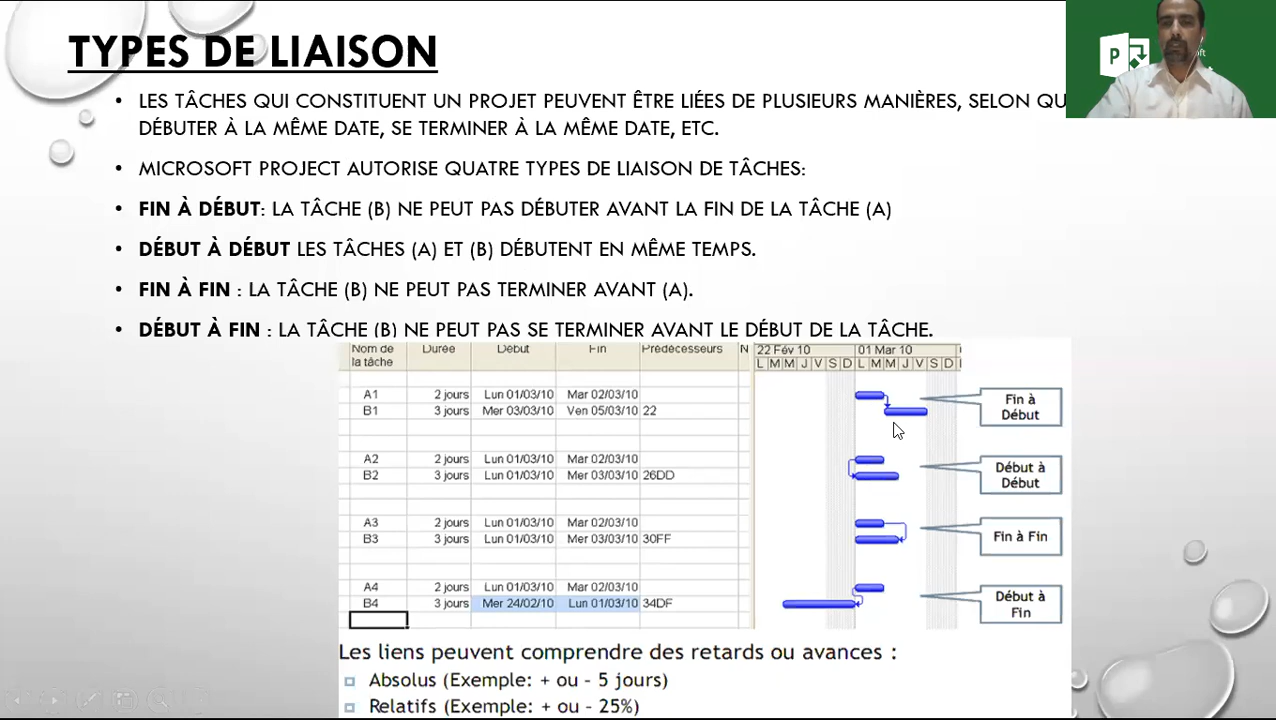 TYPES DE LIAISON
• LES TÂCHES QUI CONSTITUENT UN PROJET PEUVENT ÊTRE LIÉES DE PLUSIEURS MANIÈRES, SELON QU
DÉBUTER À LA MÊME DATE, SE TERMINER À LA MÊME DATE, ETC.
• MICROSOFT PROJECT AUTORISE QUATRE TYPES DE LIAISON DE TÂCHES:
• FIN À DÉBUT: LA TÂCHE (B) NE PEUT PAS DÉBUTER AVANT LA FIN DE LA TÂCHE (A)
• DÉBUT À DÉBUT LES TÂCHES (A) ET (B) DÉBUTENT EN MÊME TEMPS.
• FIN À FIN : LA TÂCHE (B) NE PEUT PAS TERMINER AVANT (A).
• DÉBUT À FIN : LA TÂCHE (B) NE PEUT PAS SE TERMINER AVANT LE DÉBUT DE LA TÂCHE.
Nom de la tâche Durée Début Fin Prédécesseurs N 22 Fév 10 01 Mar 10
L M M J V S D L M M J V S D
A1 2 jours Lun 01/03/10 Mar 02/03/10
B1 3 jours Mer 03/03/10 Ven 05/03/10 22
Fin à
Début
A2 2 jours Lun 01/03/10 Mar 02/03/10
B2 3 jours Lun 01/03/10 Mer 03/03/10 26DD
Début à
Début
A3 2 jours Lun 01/03/10 Mar 02/03/10
B3 3 jours Lun 01/03/10 Mer 03/03/10 30FF
Fin à Fin
A4 2 jours Lun 01/03/10 Mar 02/03/10
B4 3 jours Mer 24/02/10 Lun 01/03/10 34DF
Début à
Fin
Les liens peuvent comprendre des retards ou avances :
Absolus (Exemple: + ou - 5 jours)
Relatifs (Exemple: + ou - 25%)
P